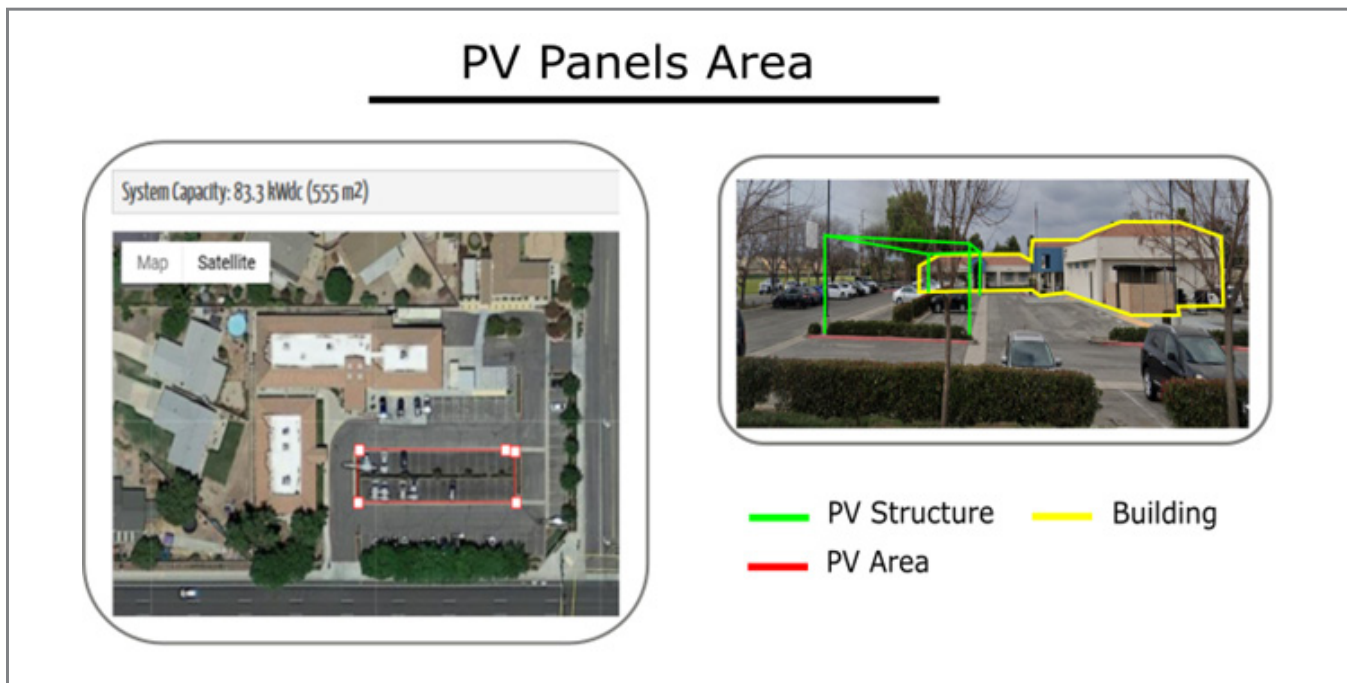 PV Panels Area
System Capacity: 83.3 kWdc (555 m2)
Map Satellite
PV Structure Building
PV Area